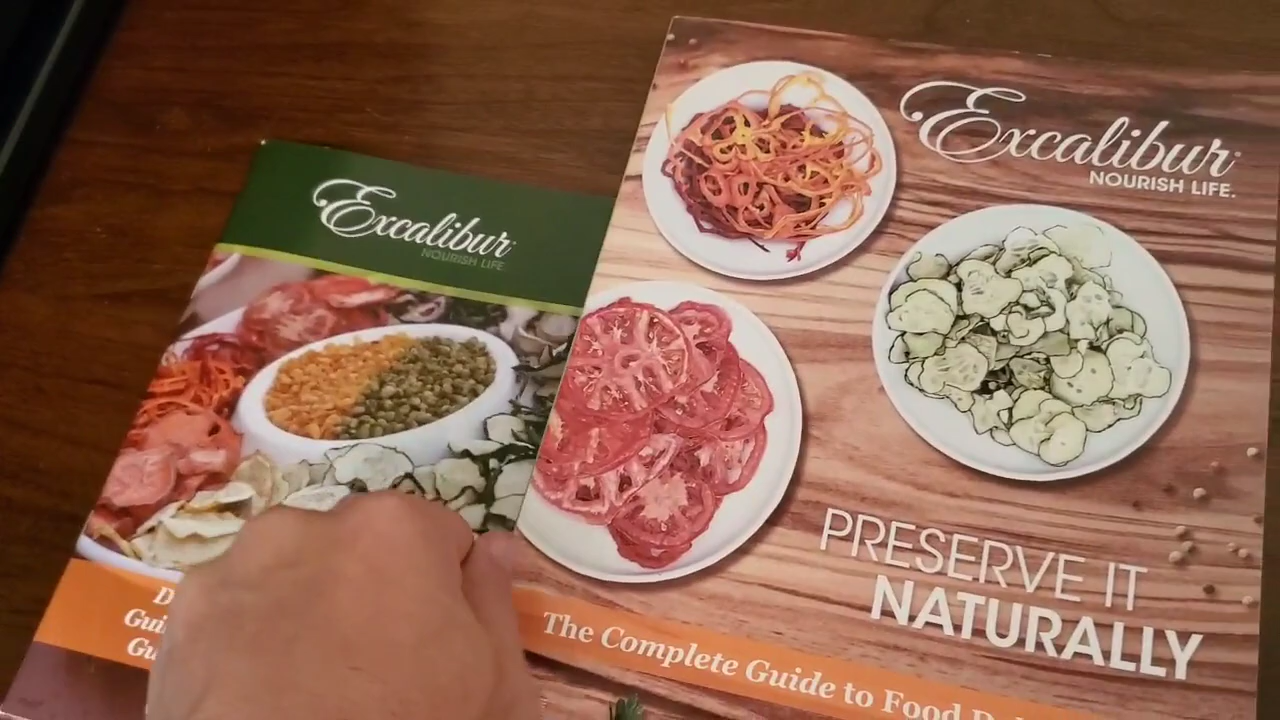 Excalibur
NOURISH LIFE
Excalibur
NOURISH LIFE.
PRESERVE IT
NATURALLY
The Complete Guide to Food